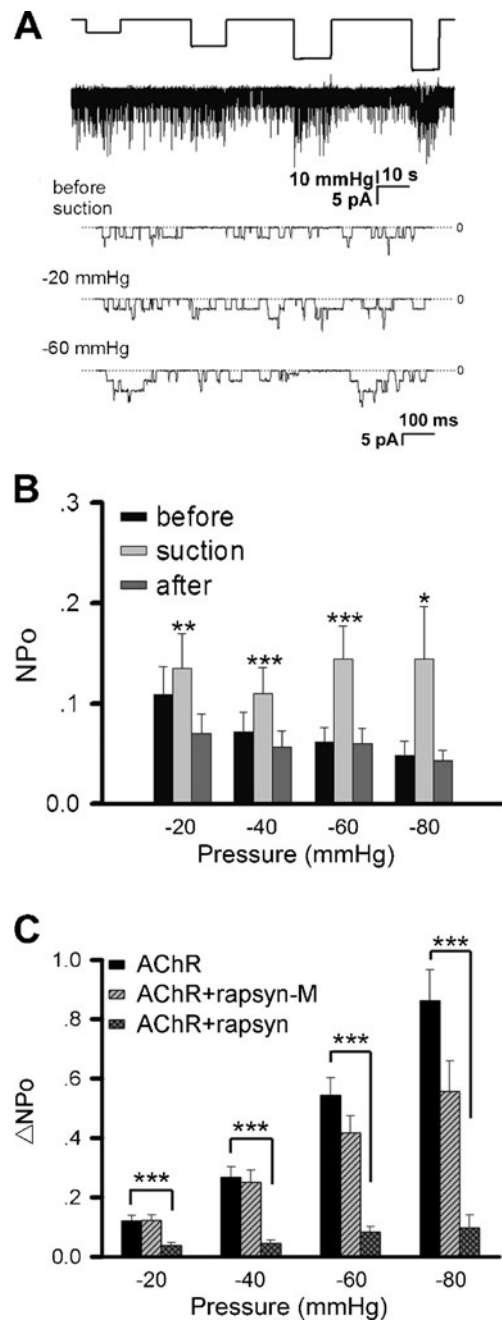 A
10 mmHg 10 s
5 pA
before
suction
0
-20 mmHg
0
-60 mmHg
0
100 ms
5 pA
B
.3
before
suction
after
.2
**
***
***
*
NPo
.1
0.0
-20 -40 -60 -80
Pressure (mmHg)
C
1.0
AChR
AChR+rapsyn-M
AChR+rapsyn
***
.8
***
.6
△NPo
.4
***
.2
***
0.0
-20 -40 -60 -80
Pressure (mmHg)